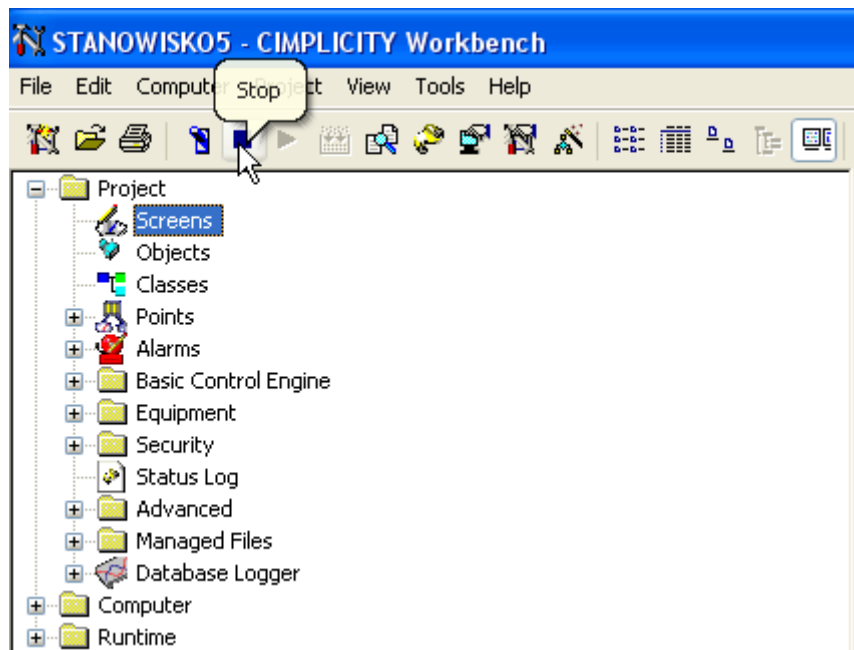 STANOWISKO5 - CIMPLICITY Workbench
File Edit Computer Project View Tools Help
Stop
Project
Screens
Objects
Classes
Points
Alarms
Basic Control Engine
Equipment
Security
Status Log
Advanced
Managed Files
Database Logger
Computer
Runtime